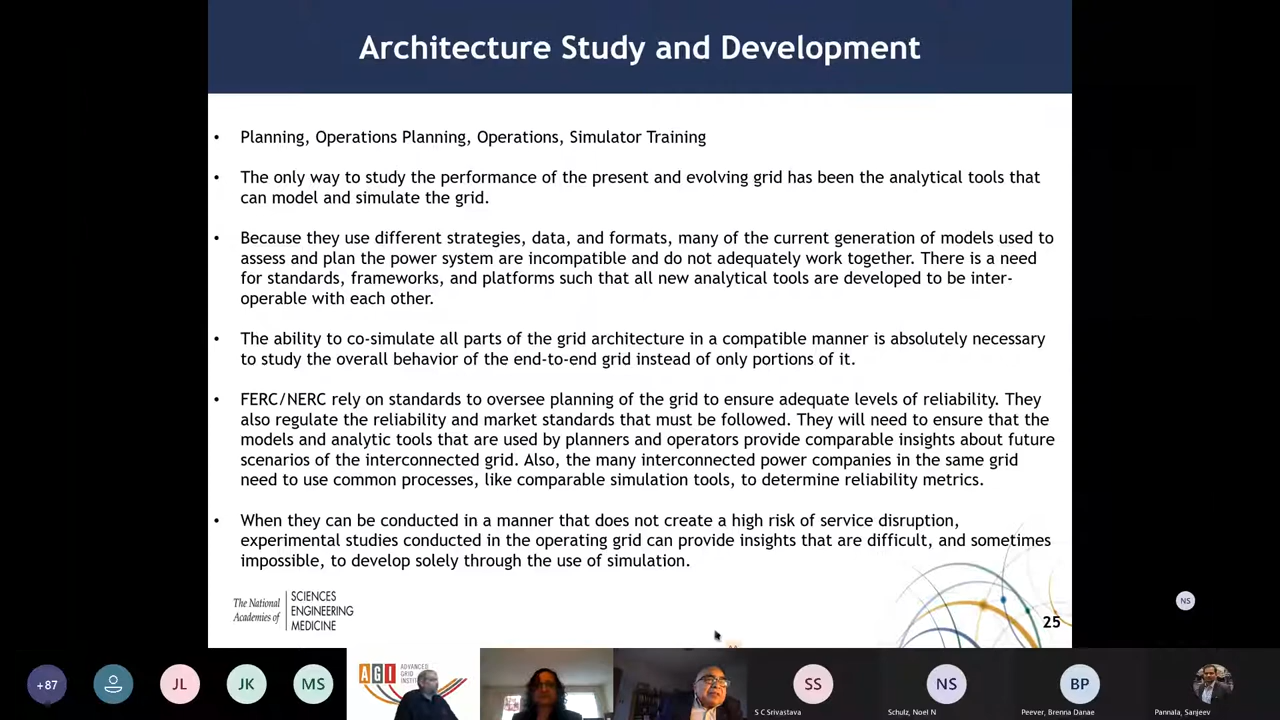 Architecture Study and Development
• Planning, Operations Planning, Operations, Simulator Training
• The only way to study the performance of the present and evolving grid has been the analytical tools that
can model and simulate the grid.
• Because they use different strategies, data, and formats, many of the current generation of models used to
assess and plan the power system are incompatible and do not adequately work together. There is a need
for standards, frameworks, and platforms such that all new analytical tools are developed to be inter-
operable with each other.
• The ability to co-simulate all parts of the grid architecture in a compatible manner is absolutely necessary
to study the overall behavior of the end-to-end grid instead of only portions of it.
• FERC/NERC rely on standards to oversee planning of the grid to ensure adequate levels of reliability. They
also regulate the reliability and market standards that must be followed. They will need to ensure that the
models and analytic tools that are used by planners and operators provide comparable insights about future
scenarios of the interconnected grid. Also, the many interconnected power companies in the same grid
need to use common processes, like comparable simulation tools, to determine reliability metrics.
• When they can be conducted in a manner that does not create a high risk of service disruption,
experimental studies conducted in the operating grid can provide insights that are difficult, and sometimes
impossible, to develop solely through the use of simulation.
The National
Academies of
SCIENCES
ENGINEERING
MEDICINE
25
NS
+87
JL
JK
MS
AGI
ADVANCED
GRID
INSTITUTE
SS
S C Srivastava
NS
Schulz, Noel N
BP
Peever, Brenna Danae
Pannala, Sanjeev